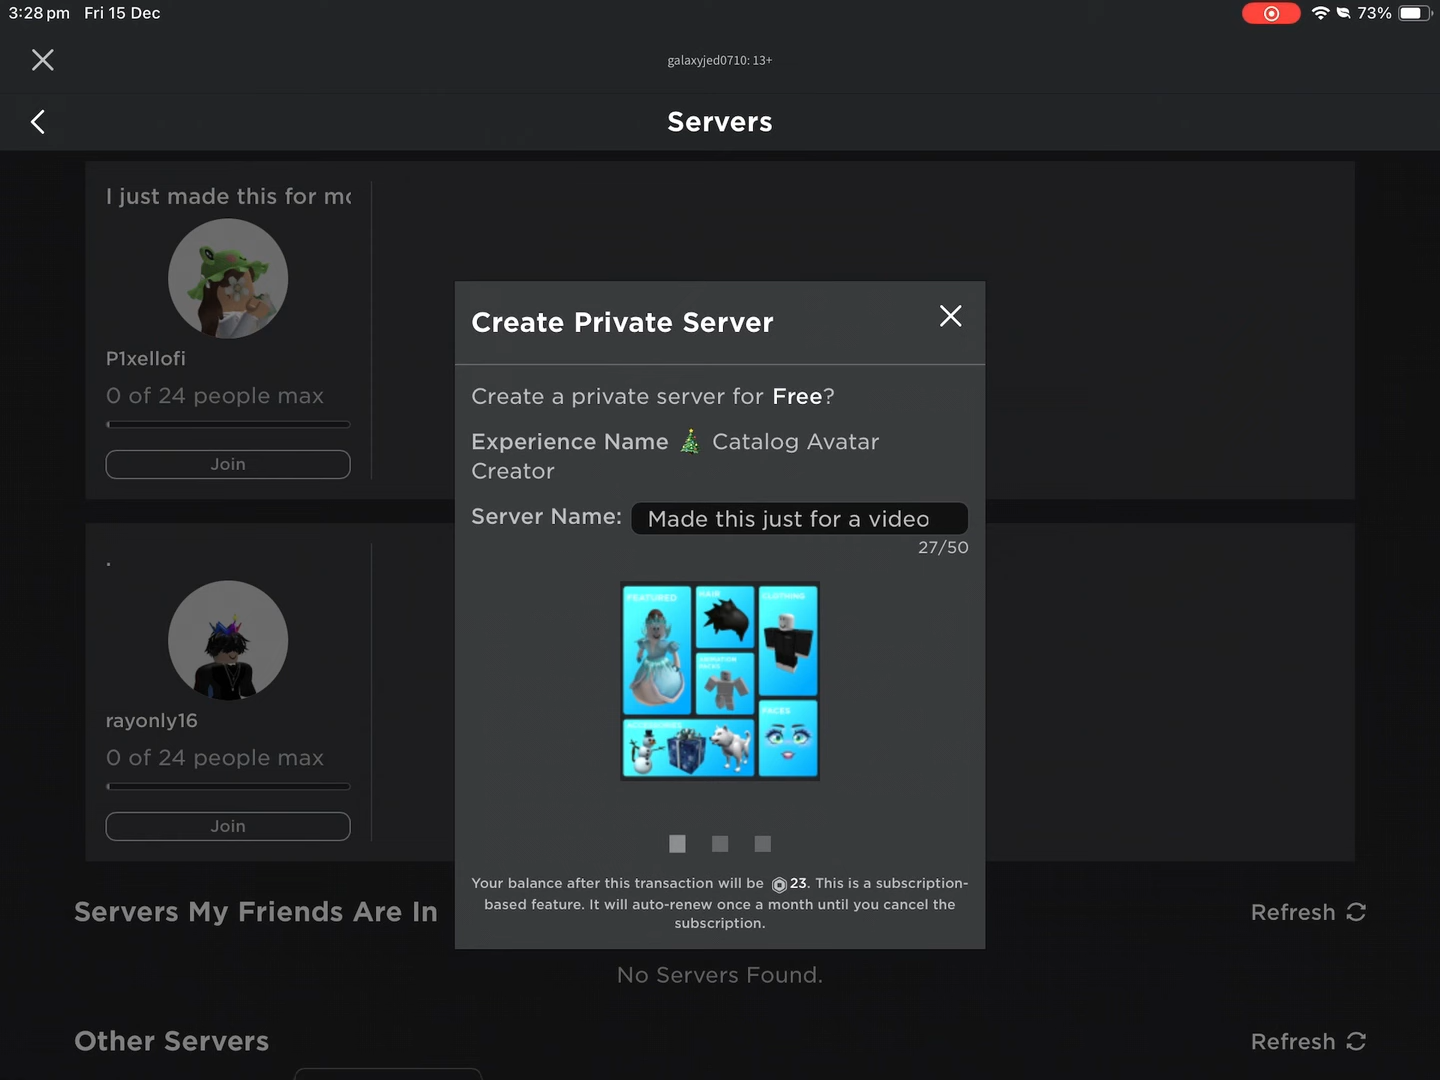 3:28 pm Fri 15 Dec
73%
galaxyjed0710: 13+
Servers
I just made this for mo
P1xellofi
0 of 24 people max
Join
.
rayonly16
0 of 24 people max
Join
Create Private Server
Create a private server for Free?
Experience Name 🎄 Catalog Avatar
Creator
Server Name: Made this just for a video
27/50
FEATURED
HAIR
CLOTHING
ANIMATION
PACKS
FACES
ACCESSORIES
Your balance after this transaction will be 23. This is a subscription-
based feature. It will auto-renew once a month until you cancel the
subscription.
Servers My Friends Are In
Refresh
No Servers Found.
Other Servers
Refresh